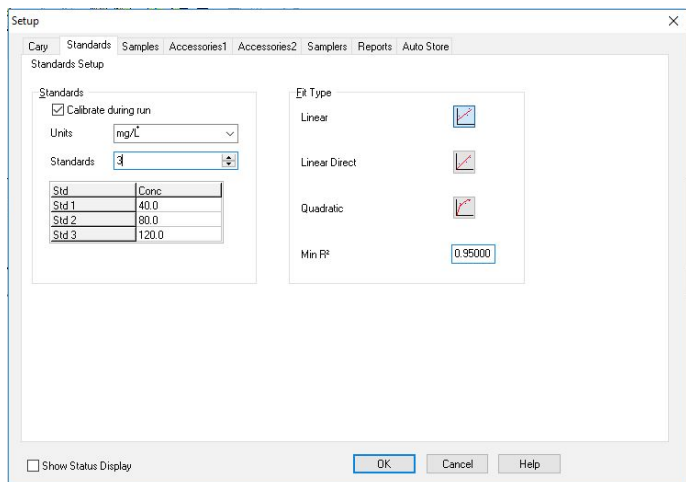 Setup
Cary Standards Samples Accessories1 Accessories2 Samplers Reports Auto Store
Standards Setup
Standards
Calibrate during run
Units mg/L
Standards 3
Std Conc
Std 1 40.0
Std 2 80.0
Std 3 120.0
Fit Type
Linear
Linear Direct
Quadratic
Min R² 0.95000
Show Status Display
OK Cancel Help